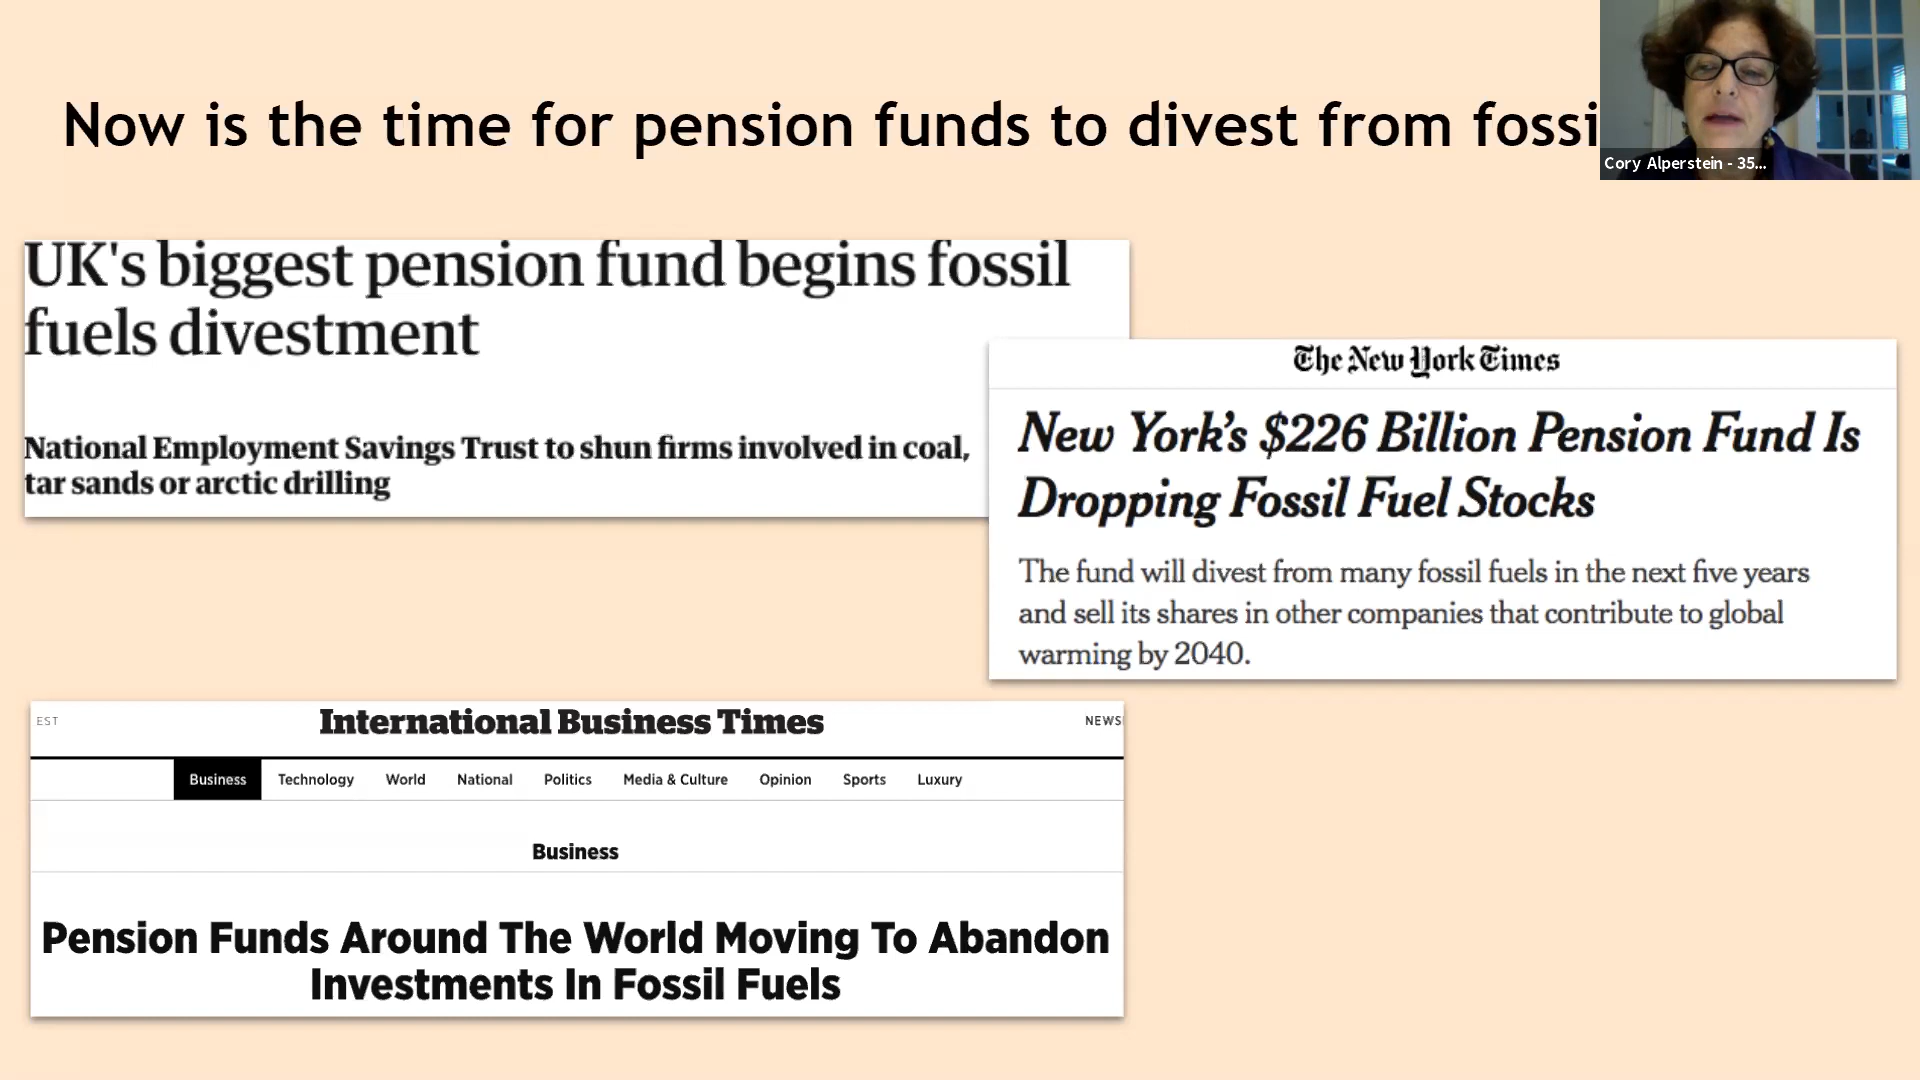 Now is the time for pension funds to divest from fossi
Cory Alperstein - 35...
UK's biggest pension fund begins fossil
fuels divestment
National Employment Savings Trust to shun firms involved in coal,
tar sands or arctic drilling
The New York Times
New York's $226 Billion Pension Fund Is
Dropping Fossil Fuel Stocks
The fund will divest from many fossil fuels in the next five years
and sell its shares in other companies that contribute to global
warming by 2040.
EST International Business Times NEWS
Business Technology World National Politics Media & Culture Opinion Sports Luxury
Business
Pension Funds Around The World Moving To Abandon
Investments In Fossil Fuels